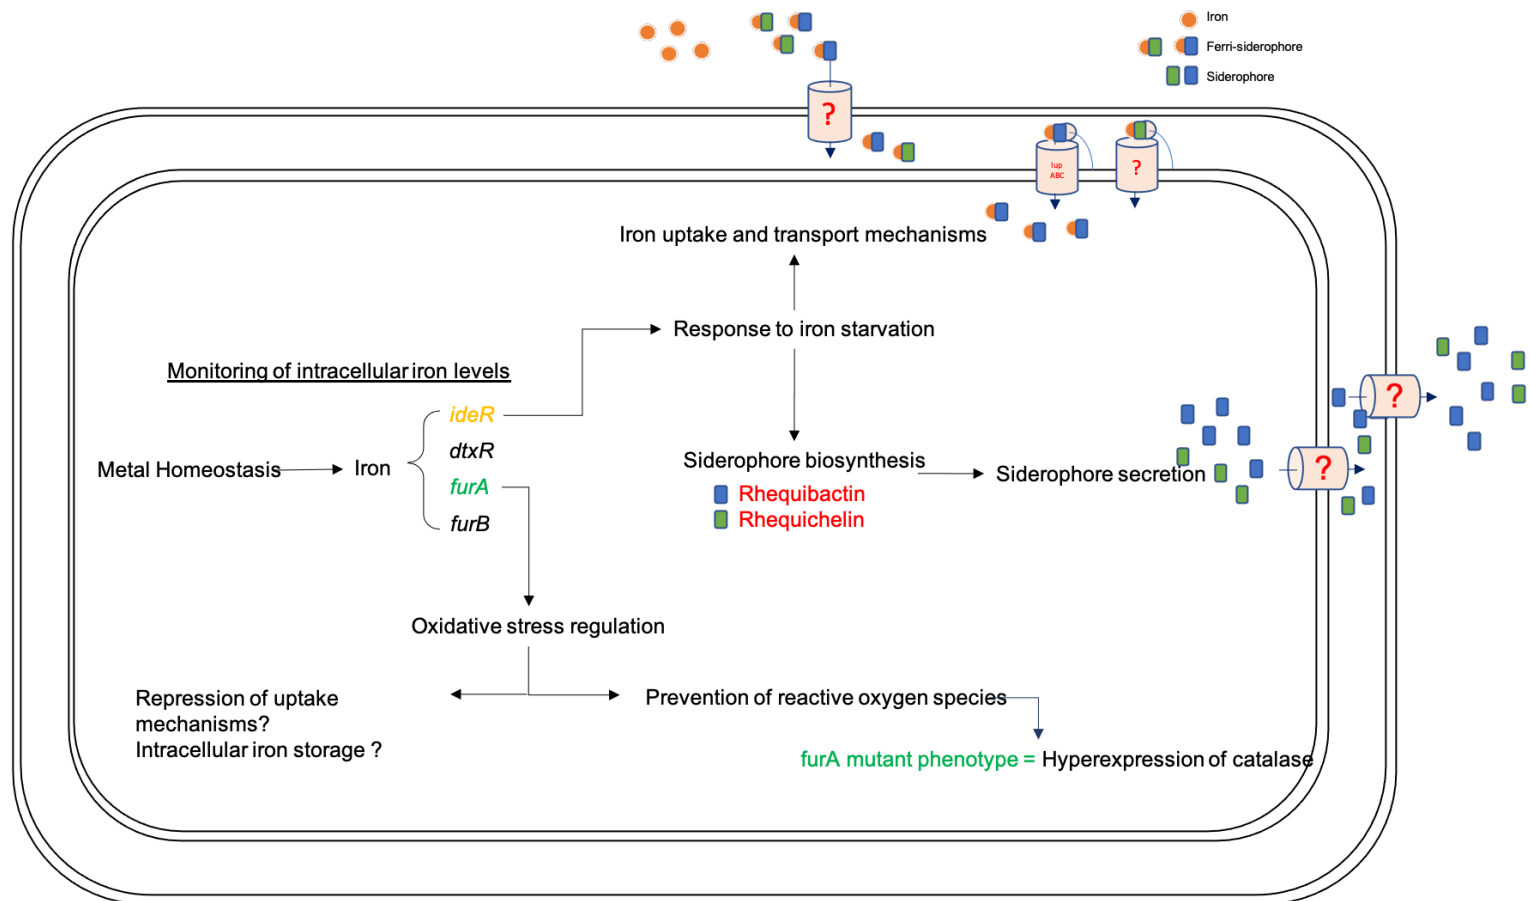 Iron
Ferri-siderophore
Siderophore
?
Iup
ABC
?
Iron uptake and transport mechanisms
Response to iron starvation
Monitoring of intracellular iron levels
ideR
dtxR
furA
furB
Metal Homeostasis
Iron
Siderophore biosynthesis
Rhequibactin
Rhequichelin
Siderophore secretion
?
?
Oxidative stress regulation
Repression of uptake
mechanisms?
Intracellular iron storage ?
Prevention of reactive oxygen species
furA mutant phenotype = Hyperexpression of catalase